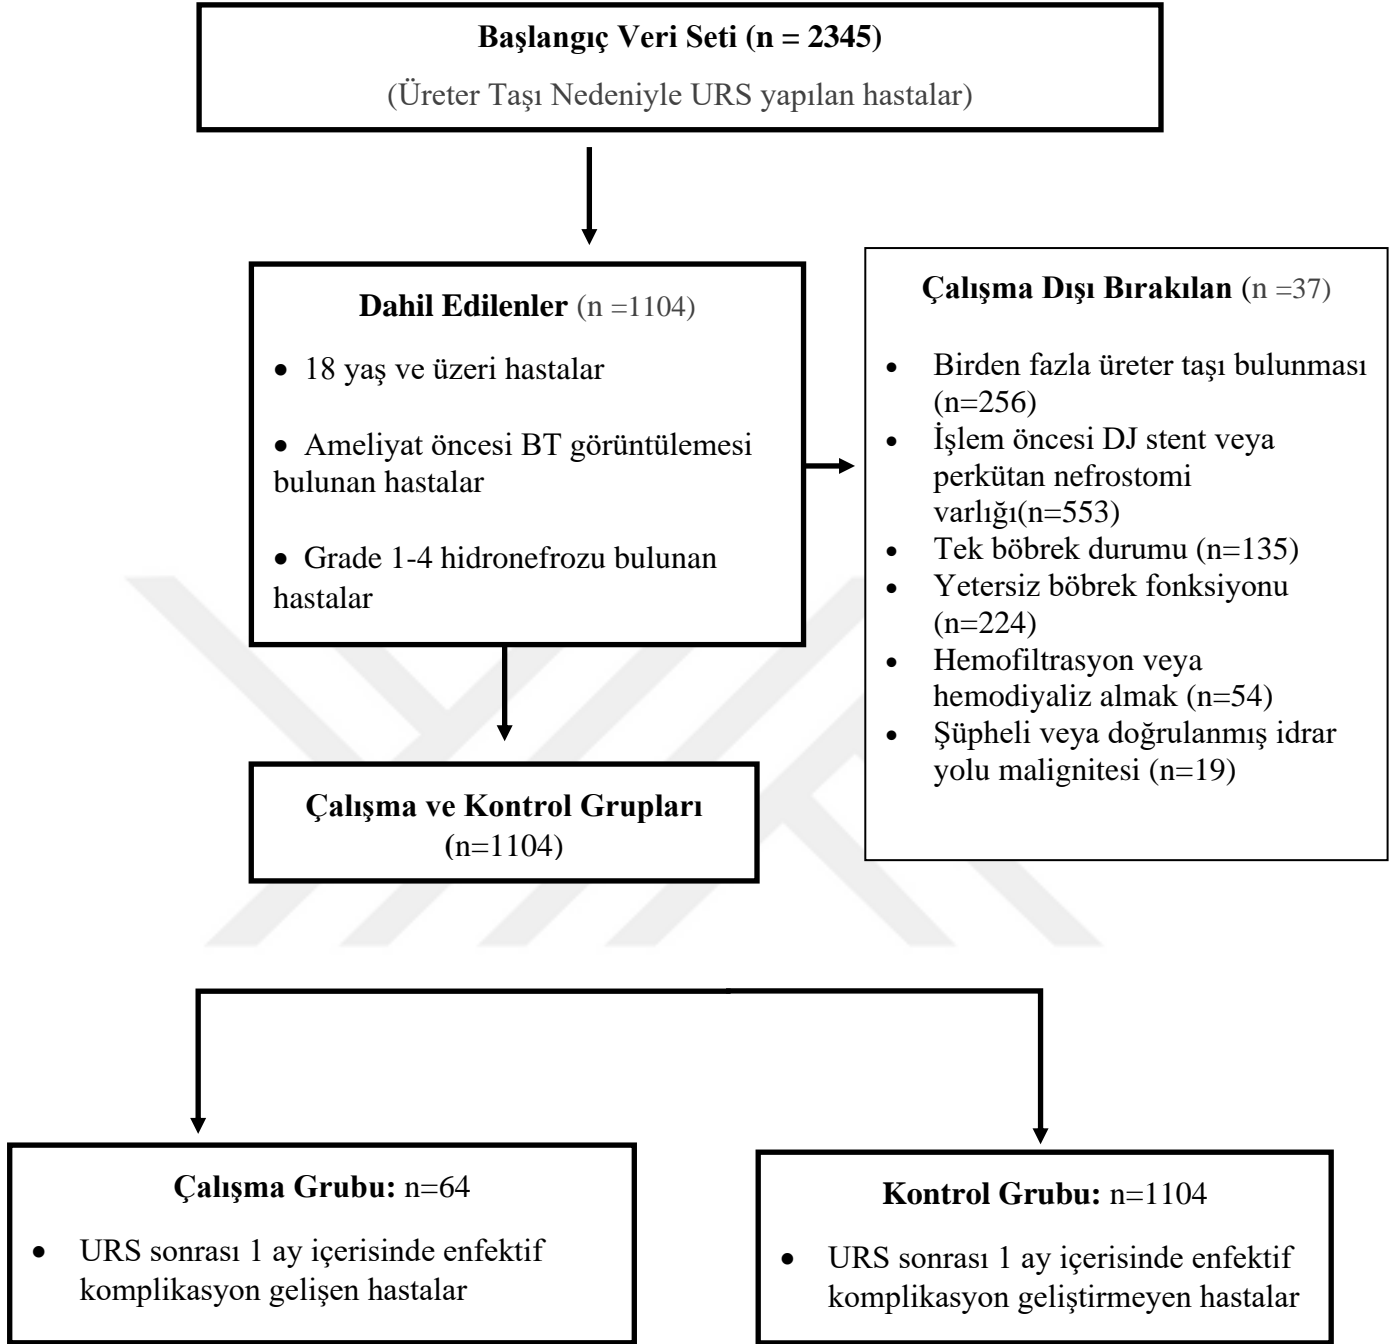 Başlangıç Veri Seti (n = 2345)
(Üreter Taşı Nedeniyle URS yapılan hastalar)
Dahil Edilenler (n =1104)
• 18 yaş ve üzeri hastalar
• Ameliyat öncesi BT görüntülemesi
bulunan hastalar
• Grade 1-4 hidronefrozu bulunan
hastalar
Çalışma Dışı Bırakılan (n =37)
• Birden fazla üreter taşı bulunması
(n=256)
• İşlem öncesi DJ stent veya
perkütan nefrostomi
varlığı(n=553)
• Tek böbrek durumu (n=135)
• Yetersiz böbrek fonksiyonu
(n=224)
• Hemofiltrasyon veya
hemodiyaliz almak (n=54)
• Şüpheli veya doğrulanmış idrar
yolu malignitesi (n=19)
Çalışma ve Kontrol Grupları
(n=1104)
Çalışma Grubu: n=64
• URS sonrası 1 ay içerisinde enfektif
komplikasyon gelişen hastalar
Kontrol Grubu: n=1104
• URS sonrası 1 ay içerisinde enfektif
komplikasyon geliştirmeyen hastalar